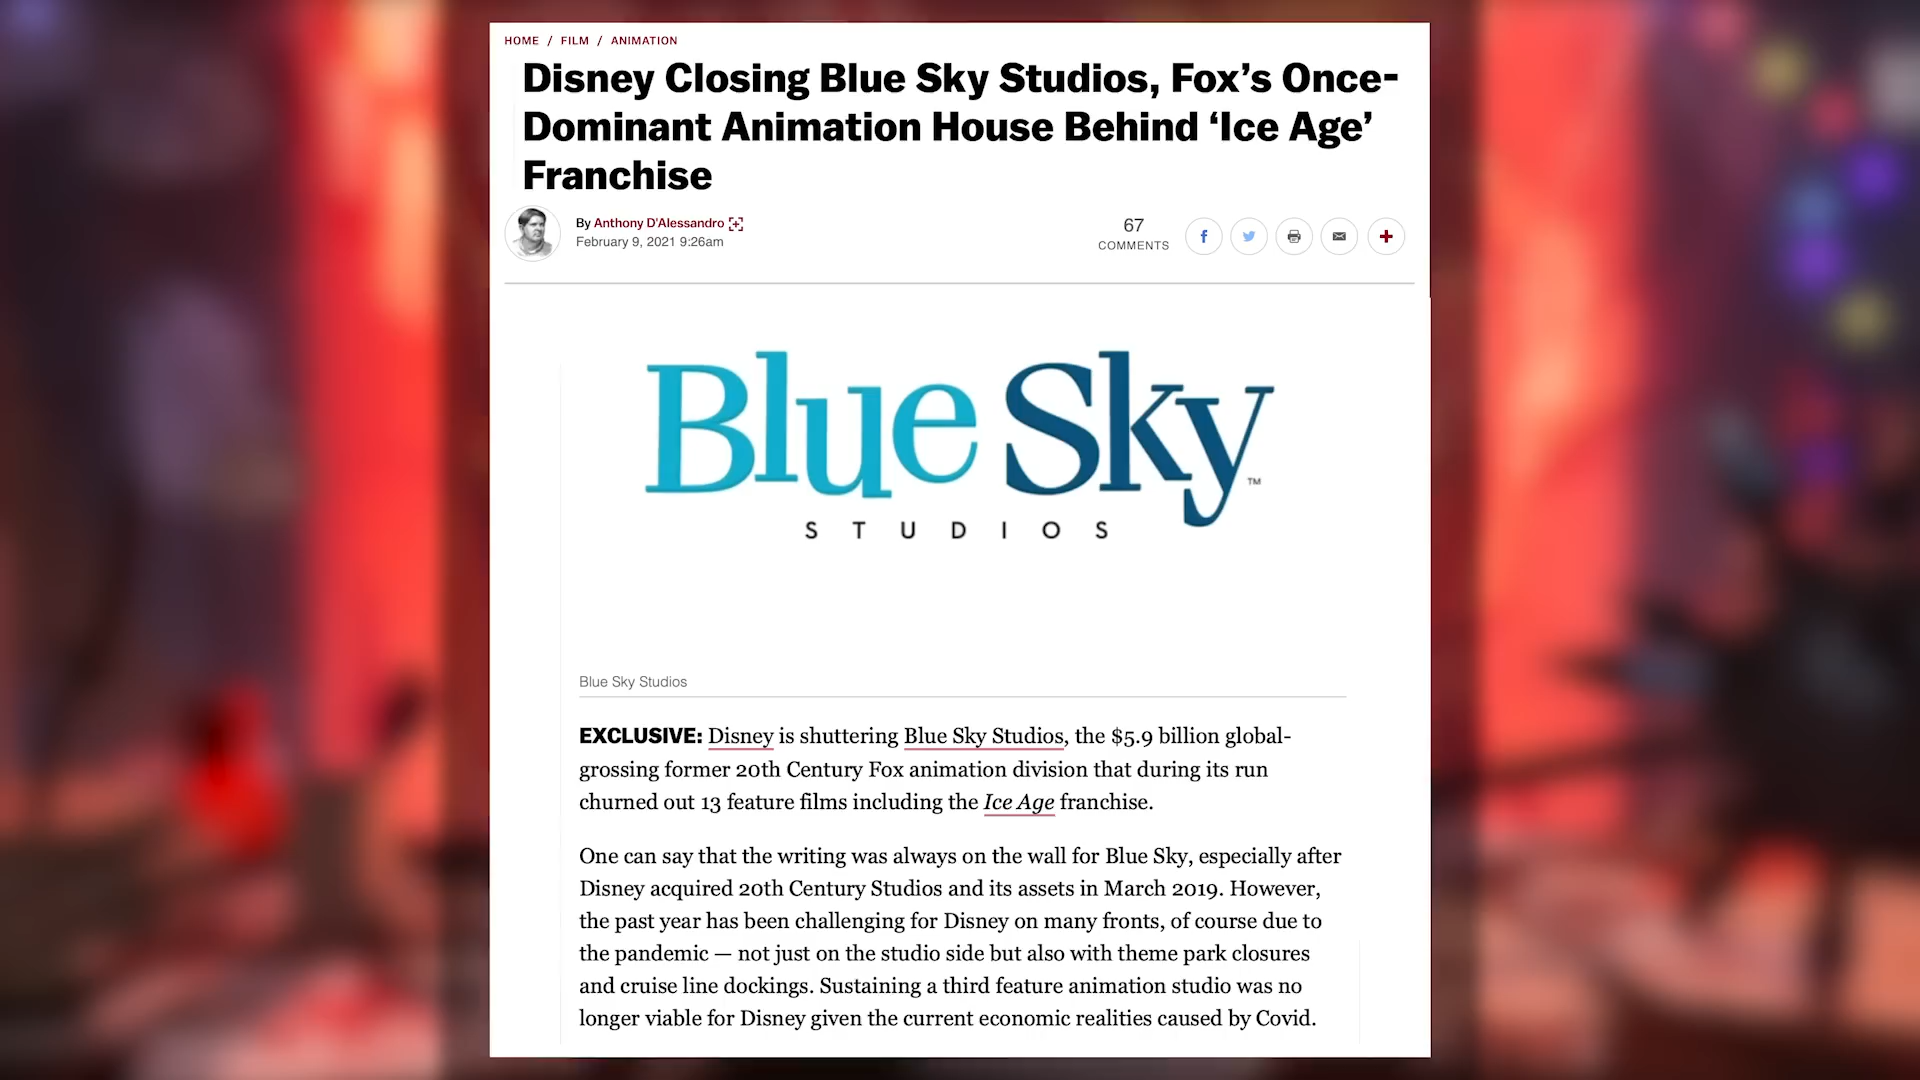 HOME / FILM / ANIMATION
Disney Closing Blue Sky Studios, Fox’s Once-
Dominant Animation House Behind ‘Ice Age’
Franchise
By Anthony D'Alessandro
February 9, 2021 9:26am
67
COMMENTS
Blue Sky
TM
STUDIOS
Blue Sky Studios
EXCLUSIVE: Disney is shuttering Blue Sky Studios, the $5.9 billion global-
grossing former 20th Century Fox animation division that during its run
churned out 13 feature films including the Ice Age franchise.
One can say that the writing was always on the wall for Blue Sky, especially after
Disney acquired 20th Century Studios and its assets in March 2019. However,
the past year has been challenging for Disney on many fronts, of course due to
the pandemic — not just on the studio side but also with theme park closures
and cruise line dockings. Sustaining a third feature animation studio was no
longer viable for Disney given the current economic realities caused by Covid.